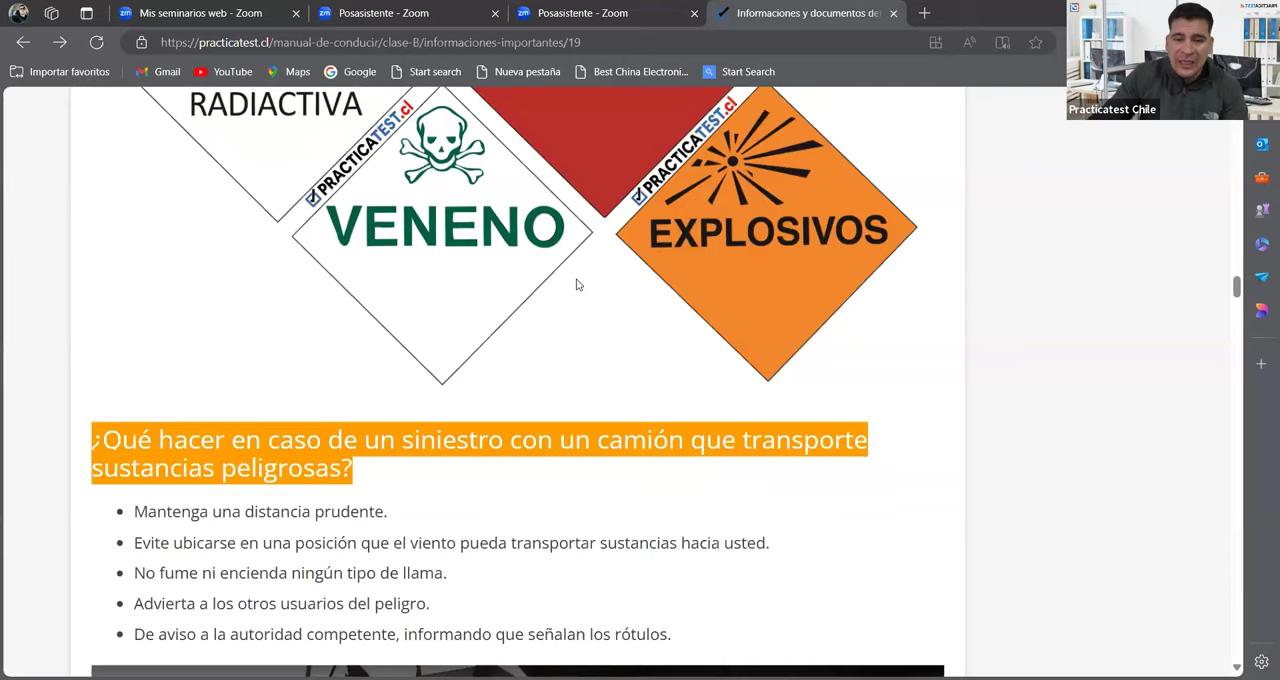 Mis seminarios web - Zoom
Posasistente - Zoom
Posasistente - Zoom
Informaciones y documentos del
https://practicatest.cl/manual-de-conducir/clase-B/informaciones-importantes/19
Importar favoritos
Gmail
YouTube
Maps
Google
Start search
Nueva pestaña
Best China Electroni...
Start Search
Practicatest Chile
RADIACTIVA
PRACTICATEST.cl
VENENO
PRACTICATEST.cl
EXPLOSIVOS
¿Qué hacer en caso de un siniestro con un camión que transporte
sustancias peligrosas?
Mantenga una distancia prudente.
Evite ubicarse en una posición que el viento pueda transportar sustancias hacia usted.
No fume ni encienda ningún tipo de llama.
Advierta a los otros usuarios del peligro.
De aviso a la autoridad competente, informando que señalan los rótulos.